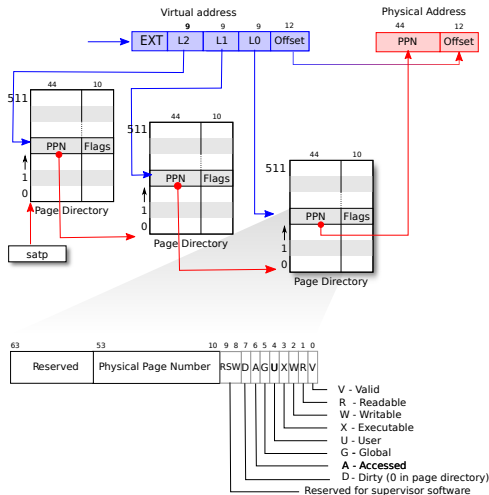 Virtual address
Physical Address
9 9 9 12
EXT L2 L1 L0 Offset
44 12
PPN Offset
44 10
511
PPN Flags
1
0
Page Directory
satp
44 10
511
PPN Flags
1
0
Page Directory
44 10
511
PPN Flags
1
0
Page Directory
63 53 10 9 8 7 6 5 4 3 2 1 0
Reserved Physical Page Number RSW D A G U X W R V
V - Valid
R - Readable
W - Writable
X - Executable
U - User
G - Global
A - Accessed
D - Dirty (0 in page directory)
Reserved for supervisor software